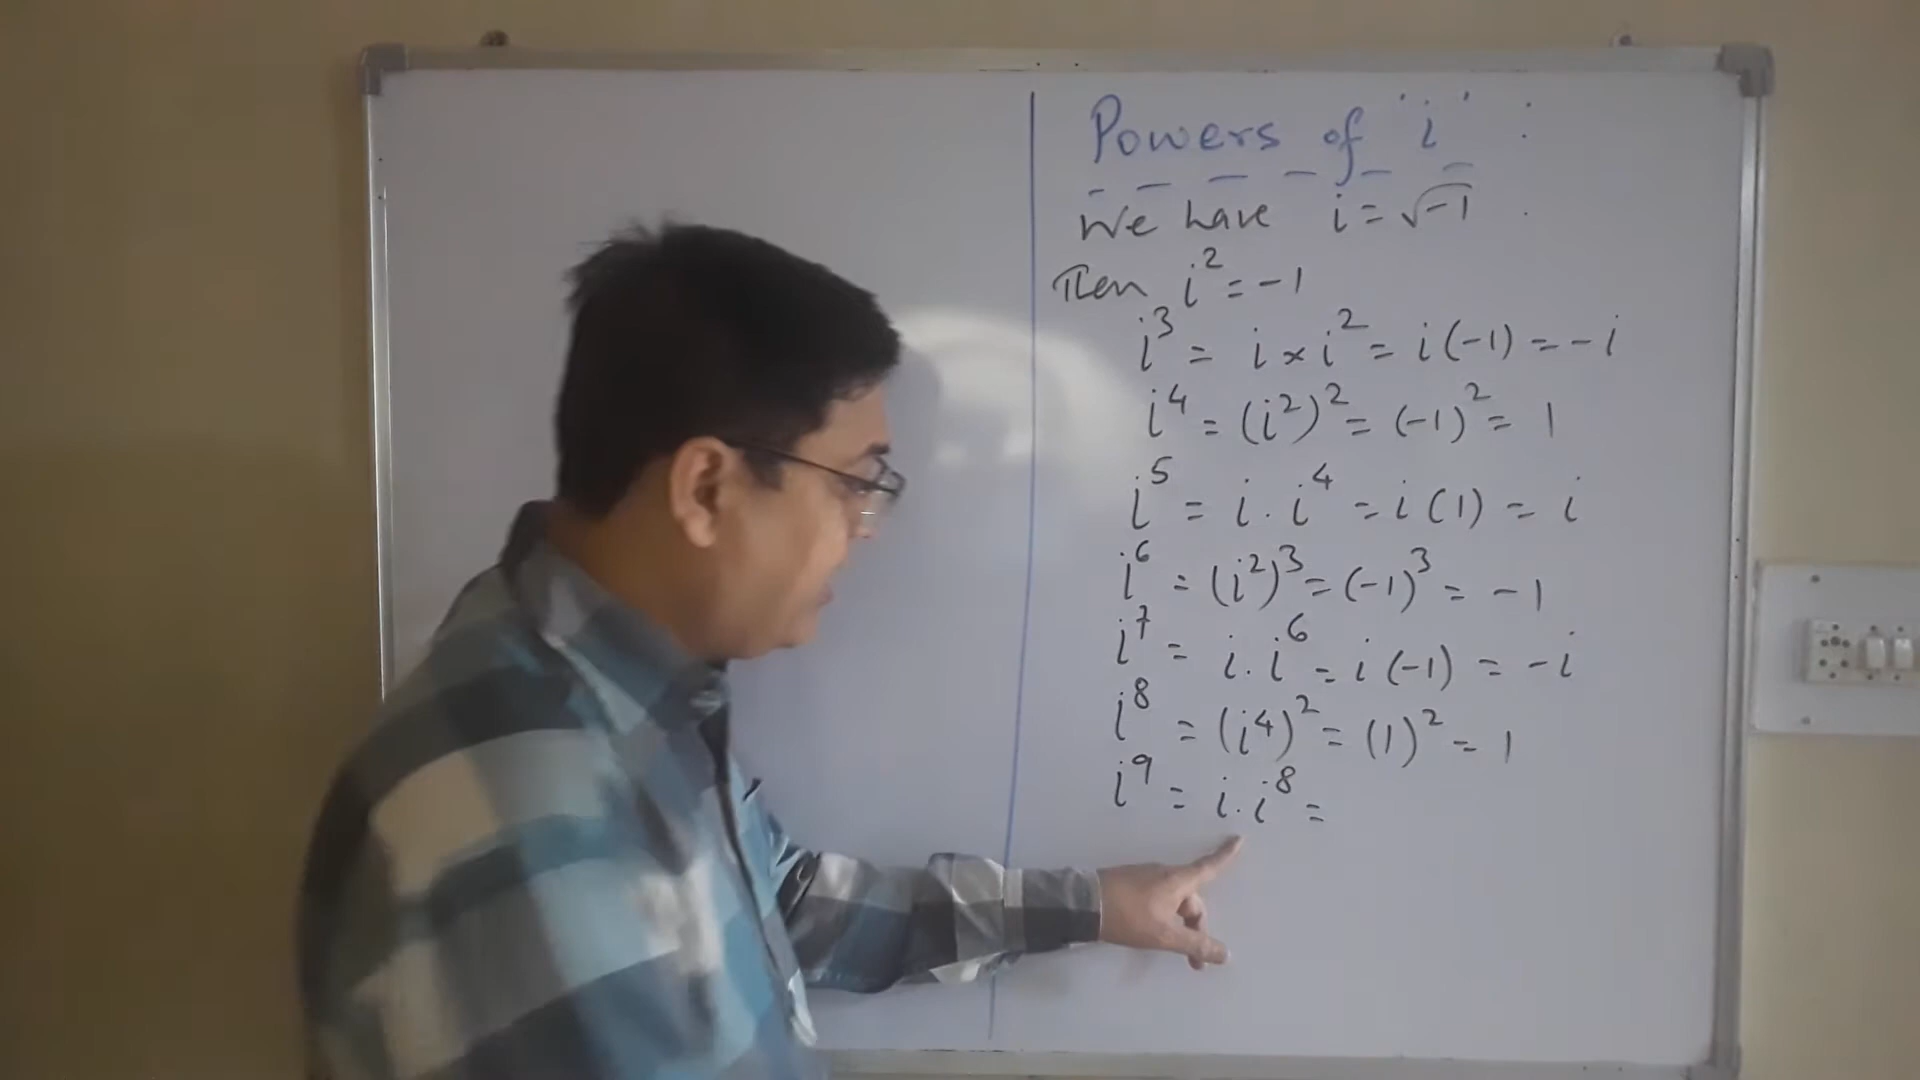 Powers of 'i' :
We have i = √-1
Then i² = -1
i³ = i × i² = i(-1) = -i
i⁴ = (i²)² = (-1)² = 1
i⁵ = i . i⁴ = i(1) = i
i⁶ = (i²)³ = (-1)³ = -1
i⁷ = i . i⁶ = i(-1) = -i
i⁸ = (i⁴)² = (1)² = 1
i⁹ = i . i⁸ =